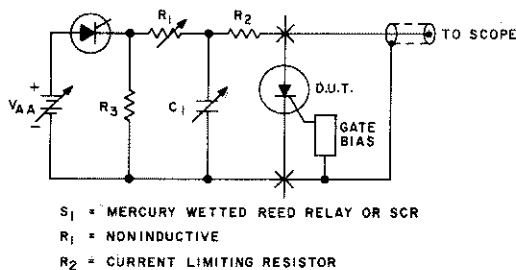 R1
R2
TO SCOPE
+
VAA
−
R3
C1
D.U.T.
GATE
BIAS
S1 = MERCURY WETTED REED RELAY OR SCR
R1 = NONINDUCTIVE
R2 = CURRENT LIMITING RESISTOR